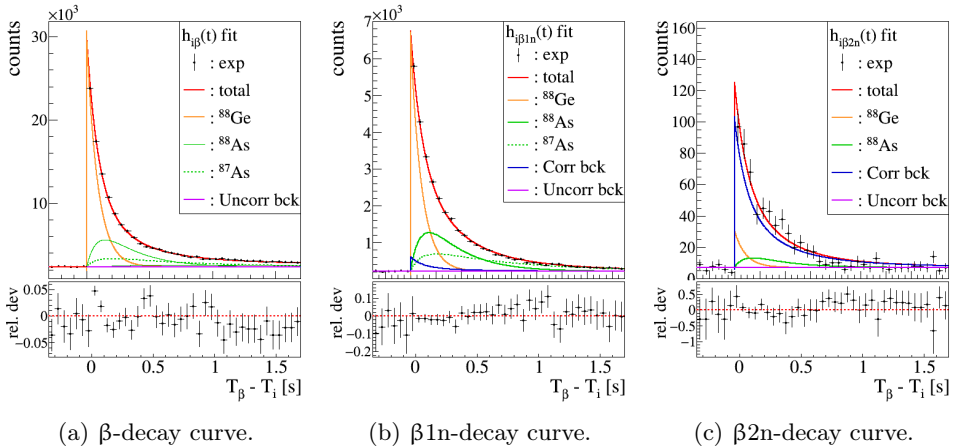 ×10³
30
20
10
counts
h_iβ(t) fit
: exp
: total
: ⁸⁸Ge
: ⁸⁸As
: ⁸⁷As
: Uncorr bck
0.05
0
−0.05
rel. dev
0 0.5 1 1.5
T_β - T_i [s]
(a) β-decay curve.
×10³
7
6
5
4
3
2
1
0
counts
h_iβ1n(t) fit
: exp
: total
: ⁸⁸Ge
: ⁸⁸As
: ⁸⁷As
: Corr bck
: Uncorr bck
0.1
0
−0.1
−0.2
rel. dev
0 0.5 1 1.5
T_β - T_i [s]
(b) β1n-decay curve.
160
140
120
100
80
60
40
20
0
counts
h_iβ2n(t) fit
: exp
: total
: ⁸⁸Ge
: ⁸⁸As
: Corr bck
: Uncorr bck
0.5
0
−0.5
−1
rel. dev
0 0.5 1 1.5
T_β - T_i [s]
(c) β2n-decay curve.